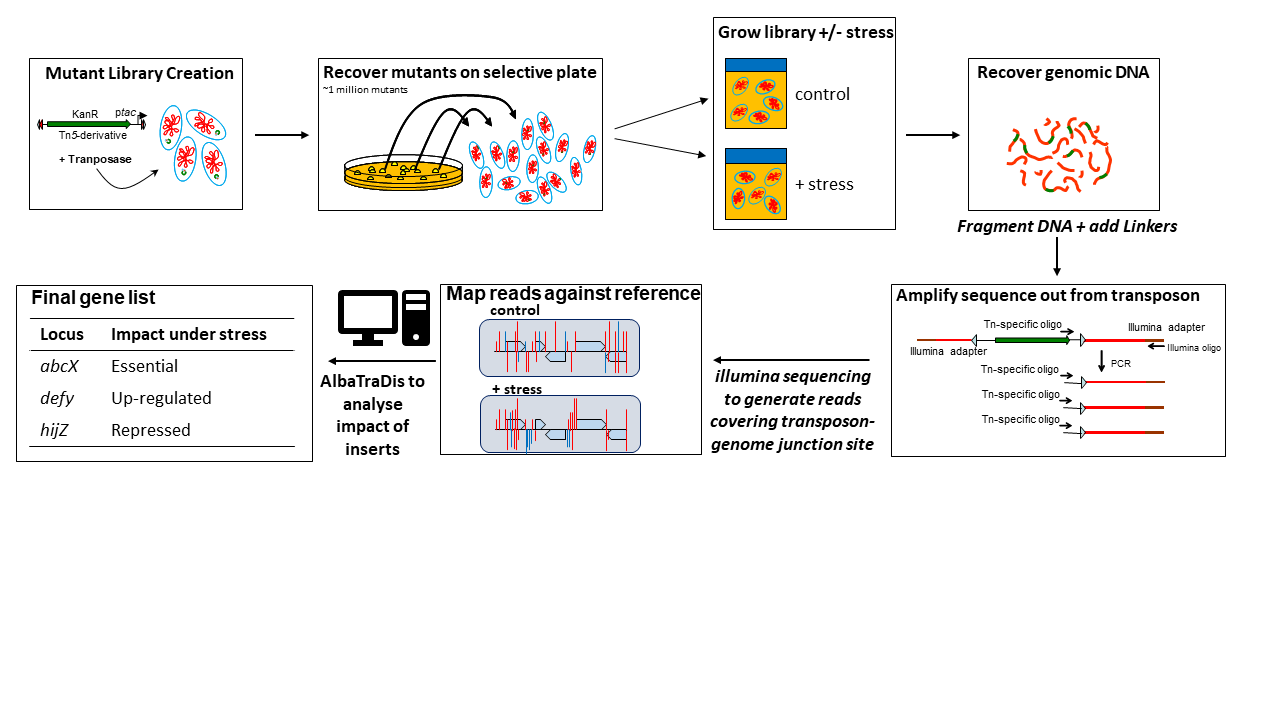 Mutant Library Creation
KanR ptac
Tn5-derivative
+ Tranposase
Recover mutants on selective plate
~1 million mutants
Grow library +/- stress
control
+ stress
Recover genomic DNA
Fragment DNA + add Linkers
Amplify sequence out from transposon
Tn-specific oligo
Illumina adapter
Illumina adapter
Illumina oligo
PCR
Tn-specific oligo
Tn-specific oligo
Tn-specific oligo
illumina sequencing
to generate reads
covering transposon-
genome junction site
Map reads against reference
control
+ stress
AlbaTraDis to
analyse
impact of
inserts
Final gene list
Locus Impact under stress
abcX Essential
defy Up-regulated
hijZ Repressed